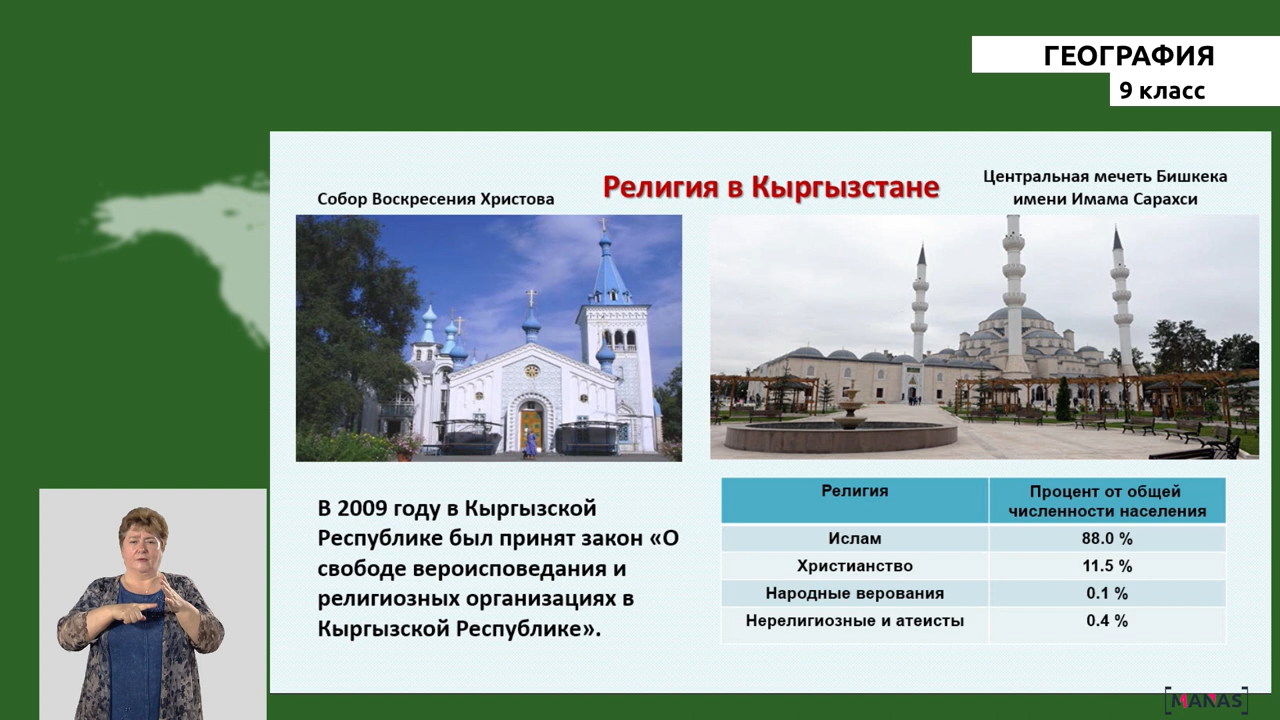 ГЕОГРАФИЯ
9 класс
Собор Воскресения Христова
Религия в Кыргызстане
Центральная мечеть Бишкека
имени Имама Сарахси
В 2009 году в Кыргызской
Республике был принят закон «О
свободе вероисповедания и
религиозных организациях в
Кыргызской Республике».
Религия
Процент от общей
численности населения
Ислам 88.0 %
Христианство 11.5 %
Народные верования 0.1 %
Нерелигиозные и атеисты 0.4 %
[MANAS]